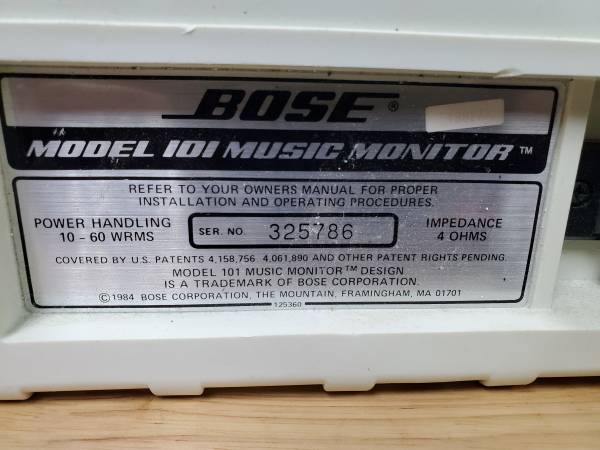 BOSE®
MODEL 101 MUSIC MONITOR™
REFER TO YOUR OWNERS MANUAL FOR PROPER
INSTALLATION AND OPERATING PROCEDURES.
POWER HANDLING
10 - 60 WRMS
SER. NO 325786
IMPEDANCE
4 OHMS
COVERED BY U.S. PATENTS 4,158,756 4,061,890 AND OTHER PATENT RIGHTS PENDING.
MODEL 101 MUSIC MONITOR™ DESIGN
IS A TRADEMARK OF BOSE CORPORATION.
©1984 BOSE CORPORATION, THE MOUNTAIN, FRAMINGHAM, MA 01701
125360